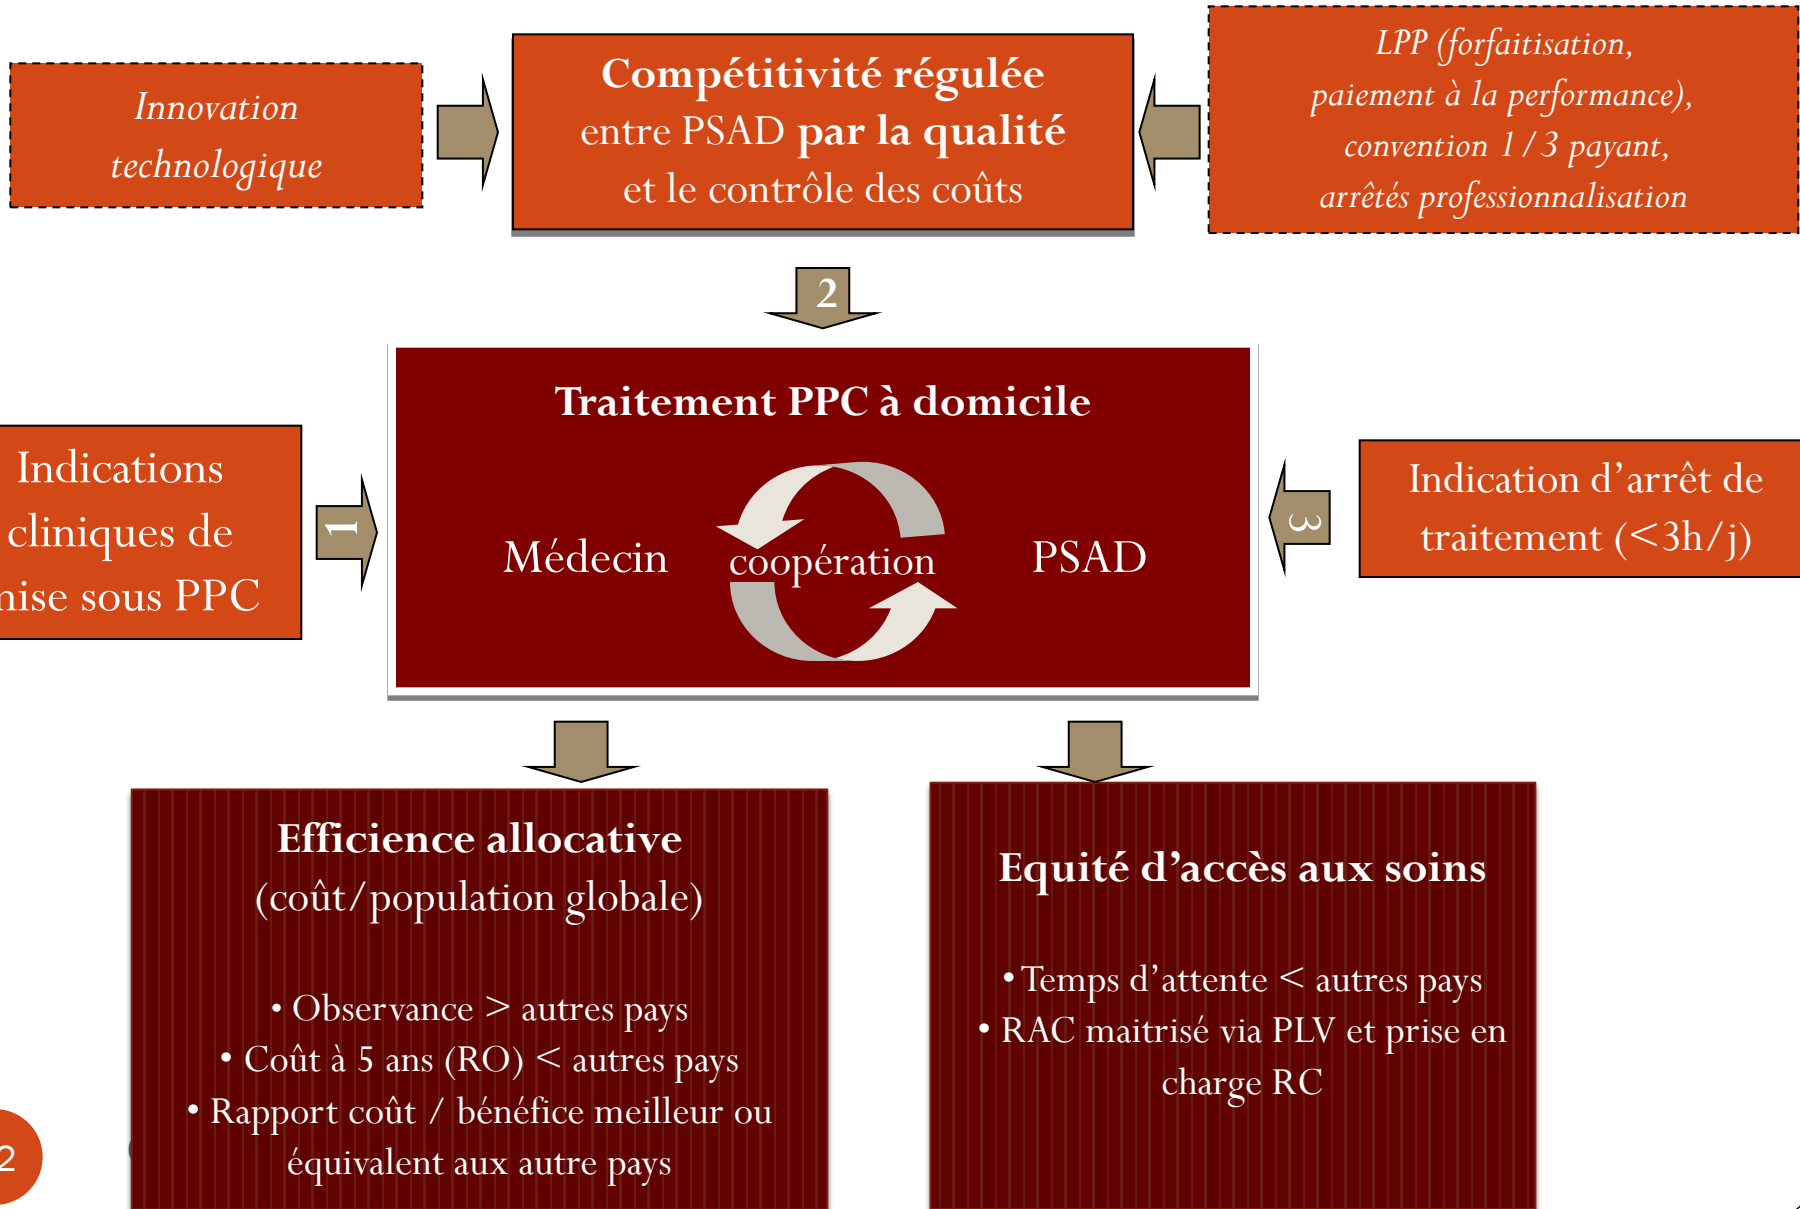 Innovation
technologique
Compétitivité régulée
entre PSAD par la qualité
et le contrôle des coûts
LPP (forfaitisation,
paiement à la performance),
convention 1/3 payant,
arrêtés professionnalisation
2
Traitement PPC à domicile
Indications
cliniques de
mise sous PPC
1
Médecin
coopération
PSAD
3
Indication d’arrêt de
traitement (<3h/j)
Efficience allocative
(coût/population globale)
• Observance > autres pays
• Coût à 5 ans (RO) < autres pays
• Rapport coût / bénéfice meilleur ou
équivalent aux autre pays
Equité d’accès aux soins
• Temps d’attente < autres pays
• RAC maitrisé via PLV et prise en
charge RC
2